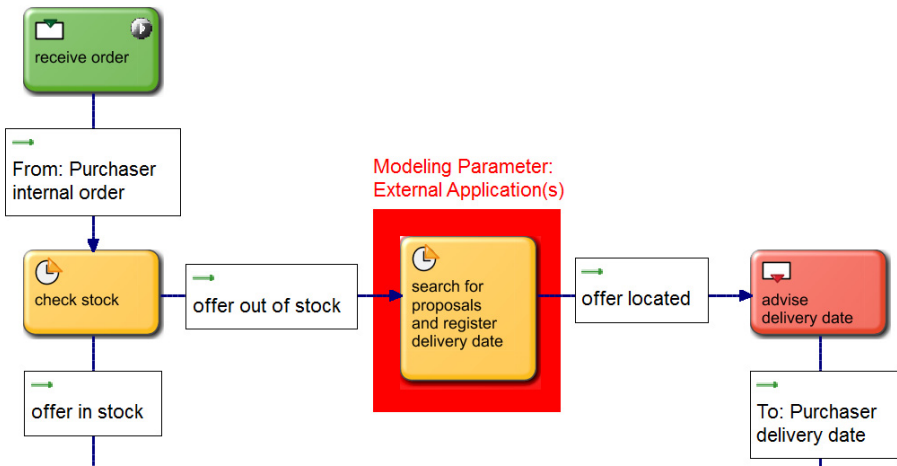 receive order
From: Purchaser
internal order
Modeling Parameter:
External Application(s)
check stock
offer out of stock
search for
proposals
and register
delivery date
offer located
advise
delivery date
offer in stock
To: Purchaser
delivery date